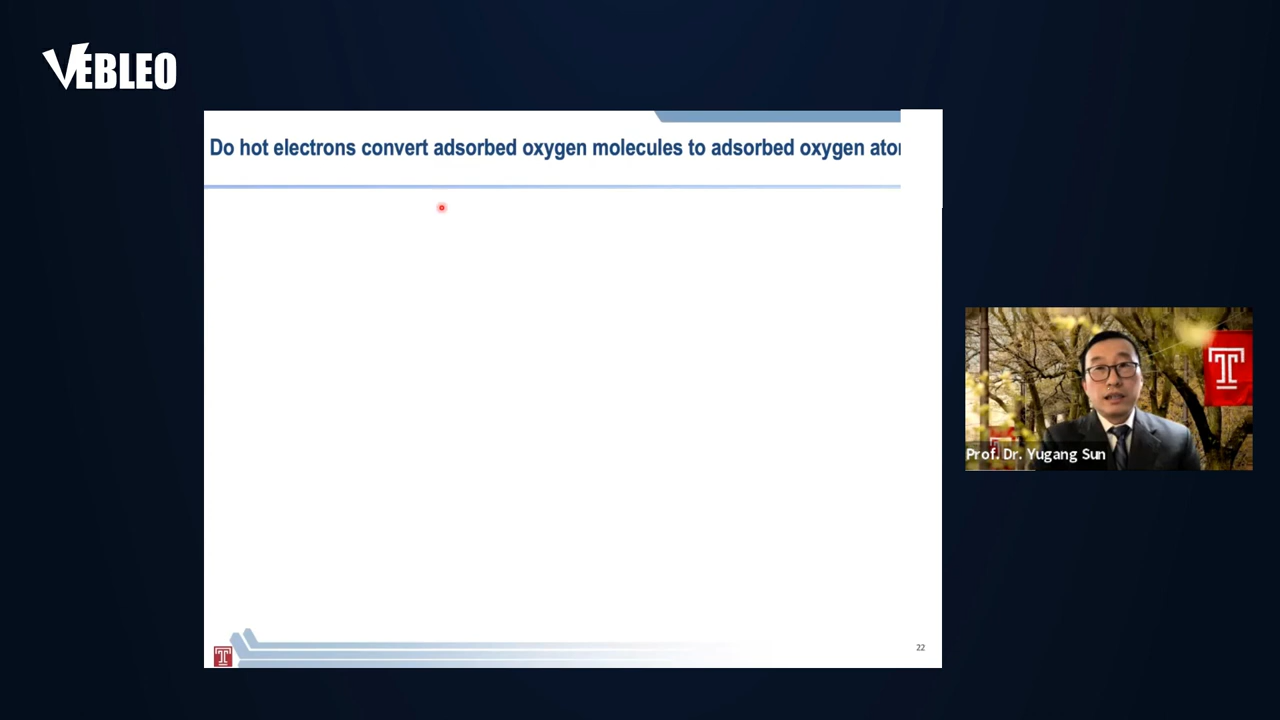 VEBLEO
Do hot electrons convert adsorbed oxygen molecules to adsorbed oxygen ato
T
Prof. Dr. Yugang Sun
22
T